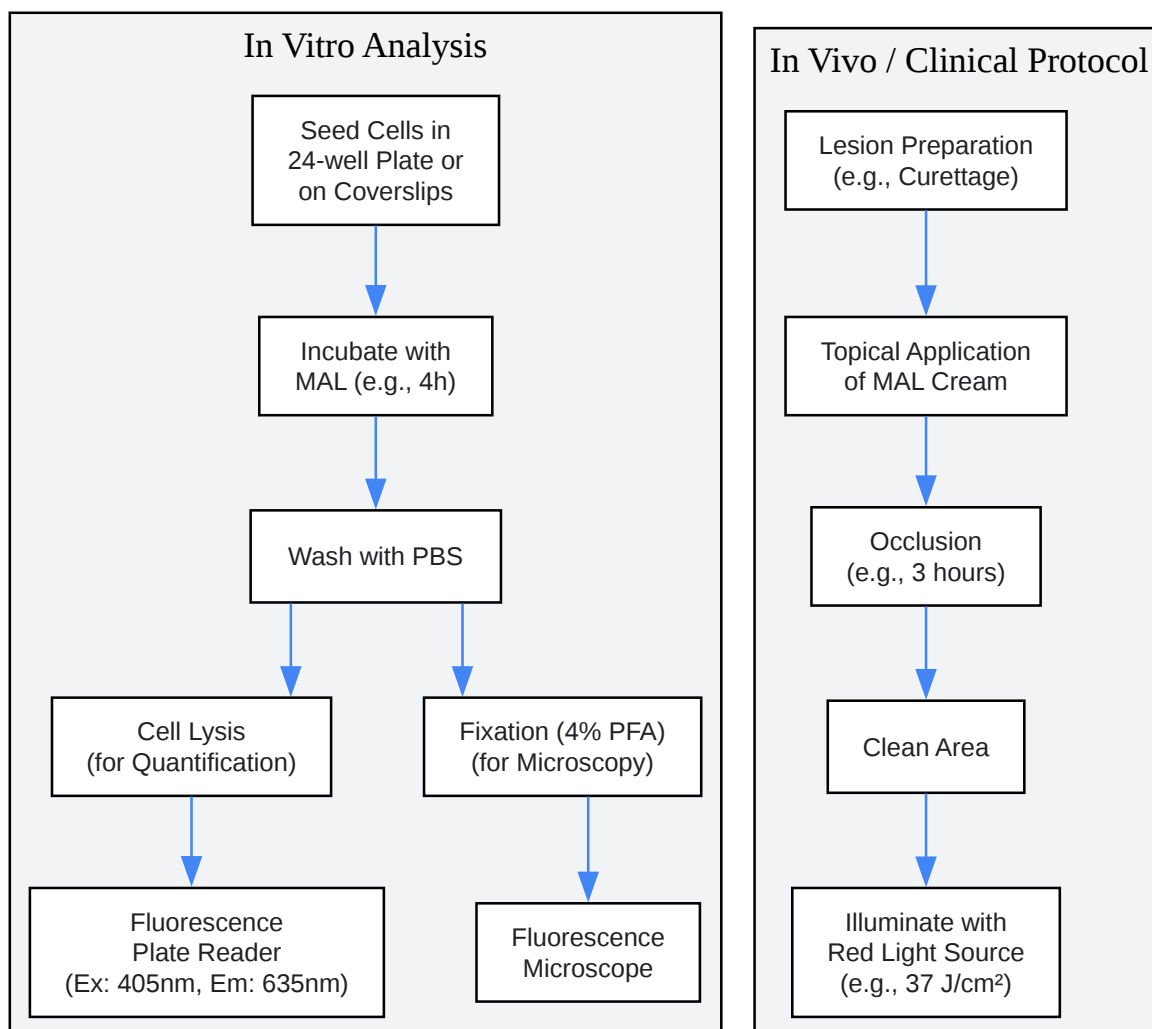 In Vitro Analysis
Seed Cells in
24-well Plate or
on Coverslips
Incubate with
MAL (e.g., 4h)
Wash with PBS
Cell Lysis
(for Quantification)
Fixation (4% PFA)
(for Microscopy)
Fluorescence
Plate Reader
(Ex: 405nm, Em: 635nm)
Fluorescence
Microscope
In Vivo / Clinical Protocol
Lesion Preparation
(e.g., Curettage)
Topical Application
of MAL Cream
Occlusion
(e.g., 3 hours)
Clean Area
Illuminate with
Red Light Source
(e.g., 37 J/cm²)